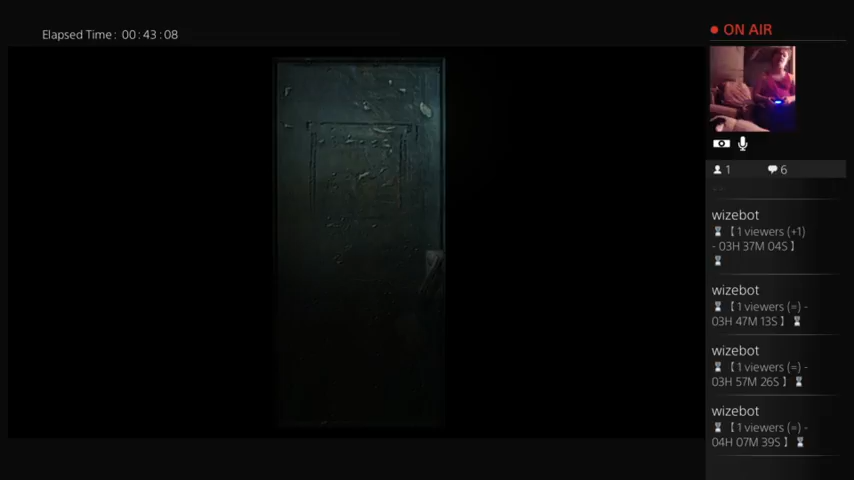 Elapsed Time: 00:43:08
ON AIR
1
6
wizebot
【 1 viewers (+1)
- 03H 37M 04S 】
wizebot
【 1 viewers (=) -
03H 47M 13S 】
wizebot
【 1 viewers (=) -
03H 57M 26S 】
wizebot
【 1 viewers (=) -
04H 07M 39S 】